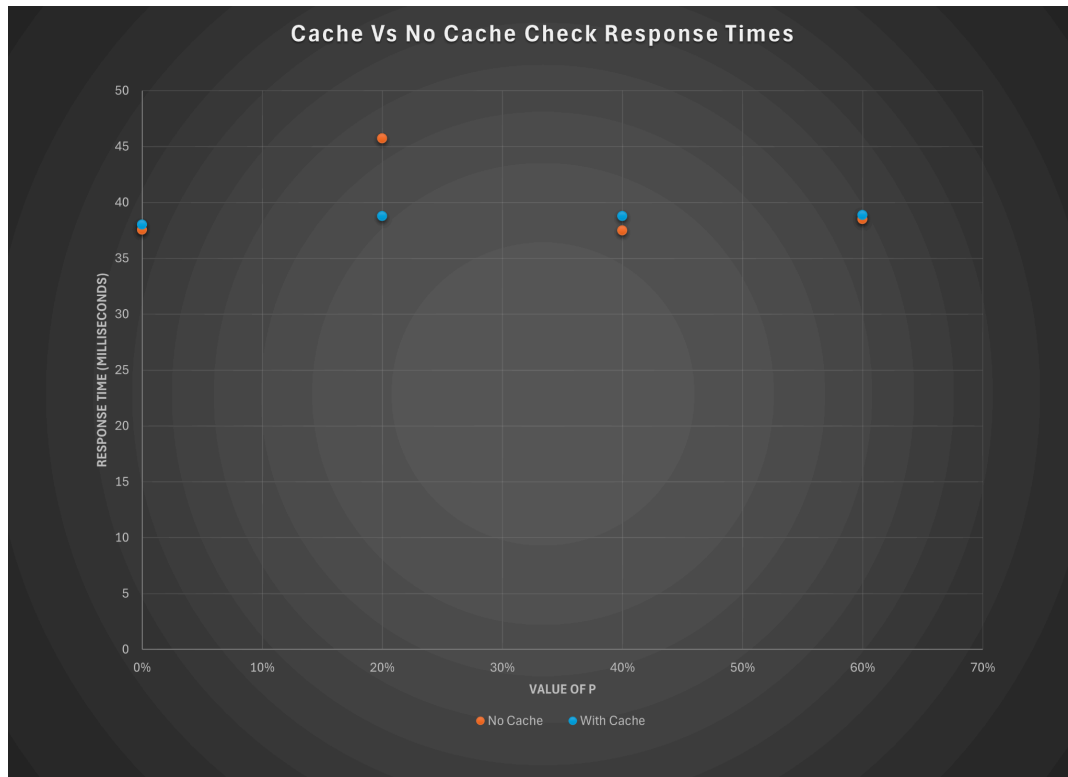 Cache Vs No Cache Check Response Times
50
45
40
35
30
25
20
15
10
5
0
RESPONSE TIME (MILLISECONDS)
0% 10% 20% 30% 40% 50% 60% 70%
VALUE OF P
No Cache With Cache